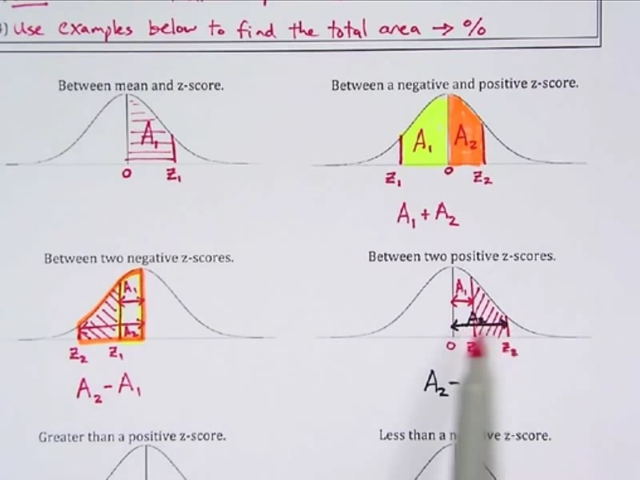 Use examples below to find the total area → %
Between mean and z-score.
Between a negative and positive z-score.
A₁
0 Z₁
A₁ A₂
Z₁ 0 Z₂
A₁ + A₂
Between two negative z-scores.
Between two positive z-scores.
A₁
A₂
Z₂ Z₁
A₂ - A₁
A₁
0 Z₂
A₂ -
Greater than a positive z-score.
Less than a ve z-score.